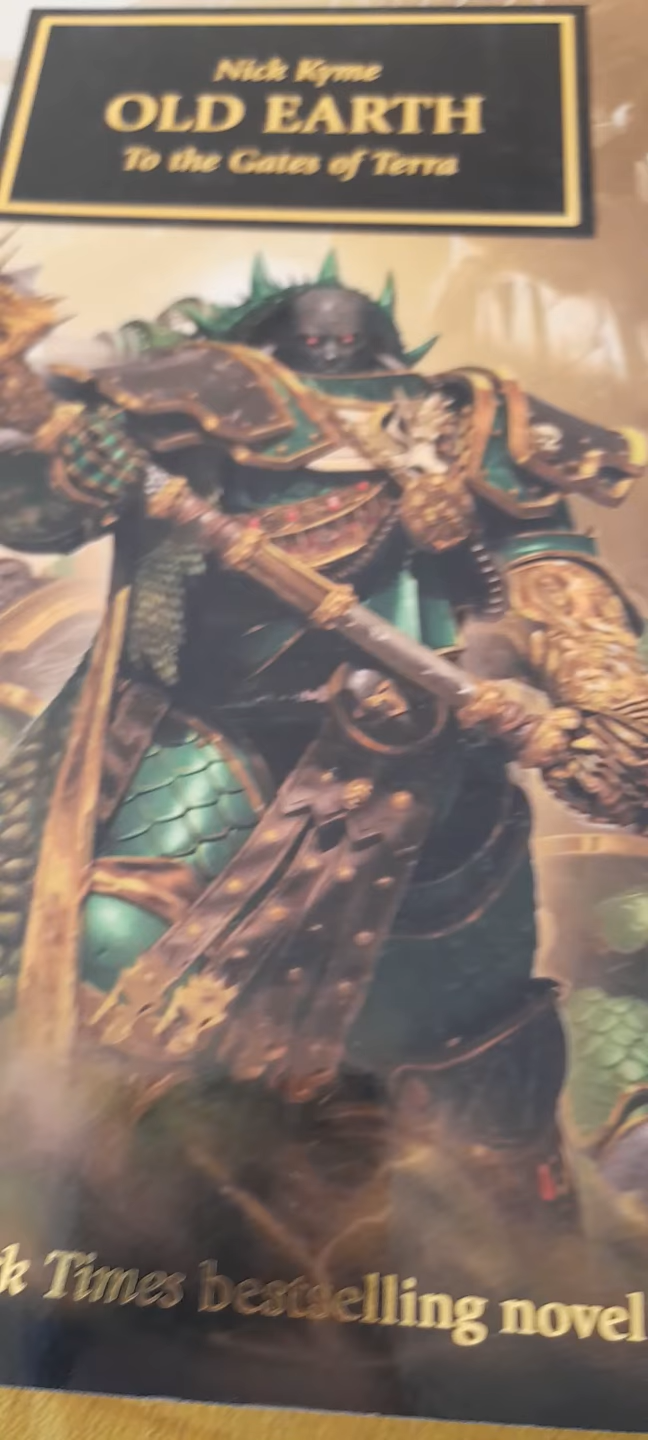 Nick Kyme
OLD EARTH
To the Gates of Terra
k Times bestselling novel